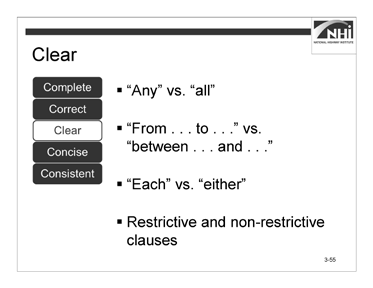 NHI
NATIONAL HIGHWAY INSTITUTE
Clear
Complete
Correct
Clear
Concise
Consistent
▪ “Any” vs. “all”
▪ “From . . . to . . .” vs.
“between . . . and . . .”
▪ “Each” vs. “either”
▪ Restrictive and non-restrictive
clauses
3-55